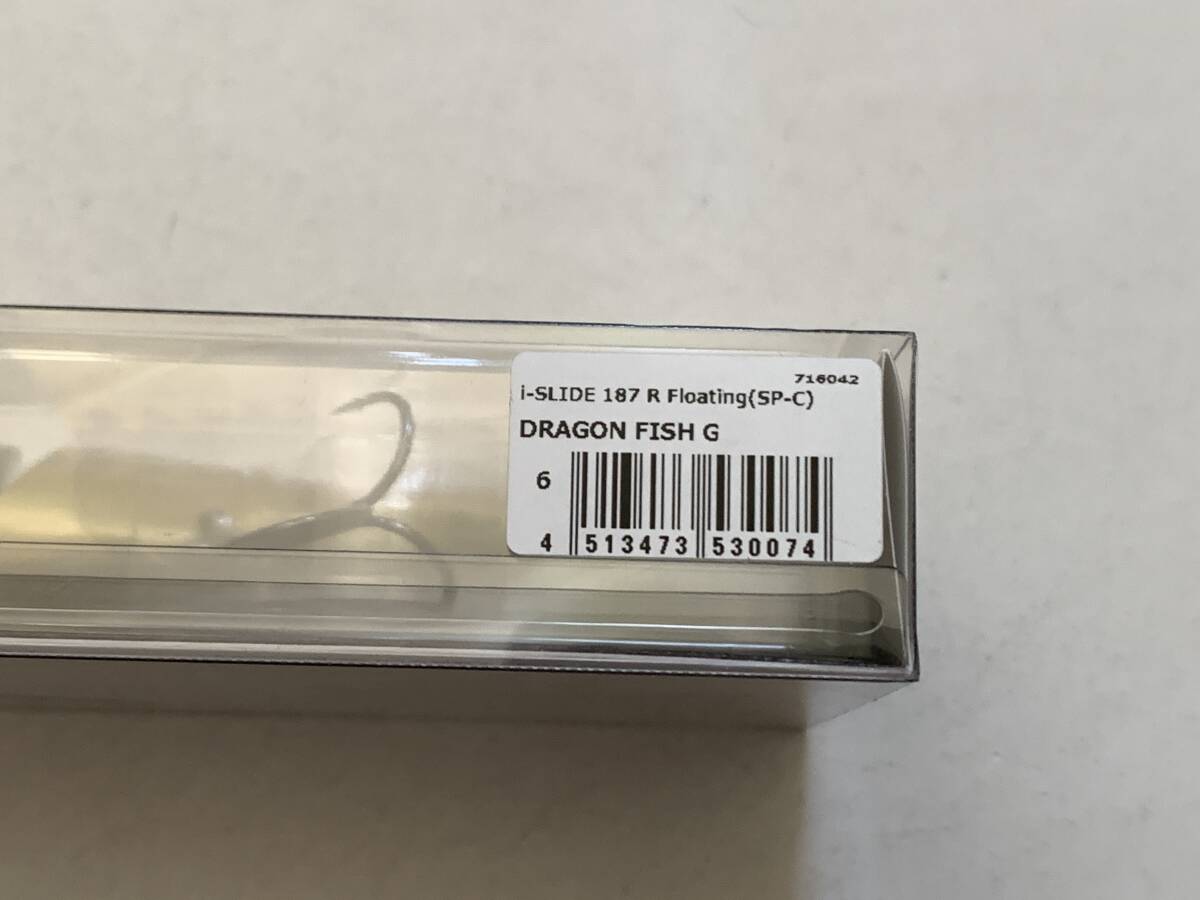 716042
i-SLIDE 187 R Floating(SP-C)
DRAGON FISH G
6
4 513473 530074